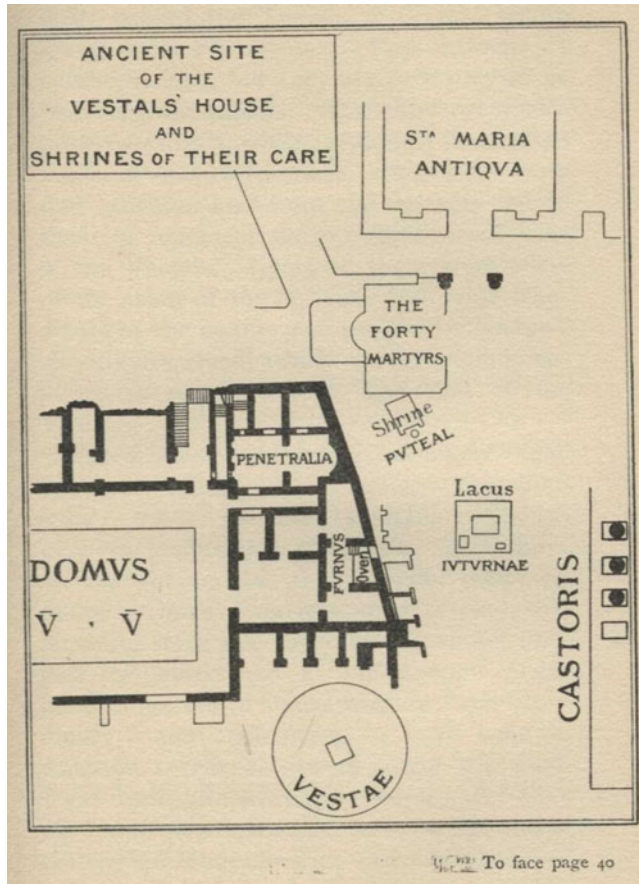 ANCIENT SITE
OF THE
VESTALS' HOUSE
AND
SHRINES OF THEIR CARE
STA MARIA
ANTIQVA
THE
FORTY
MARTYRS
Shrine
PVTEAL
PENETRALIA
Lacus
IVTVRNAE
FVRNVS
Oven
DOMVS
V̄ . V̄
CASTORIS
VESTAE
To face page 40